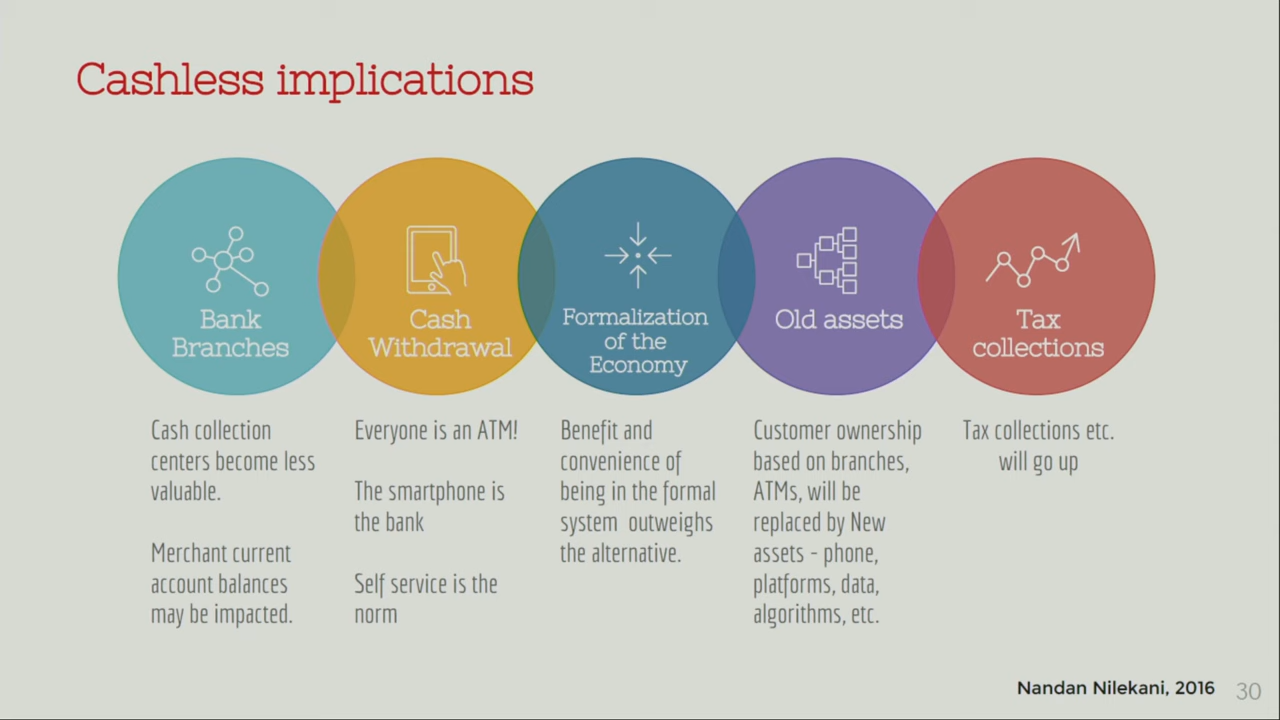 Cashless implications
Bank
Branches
Cash
Withdrawal
Formalization
of the
Economy
Old assets
Tax
collections
Cash collection
centers become less
valuable.
Merchant current
account balances
may be impacted.
Everyone is an ATM!
The smartphone is
the bank
Self service is the
norm
Benefit and
convenience of
being in the formal
system outweighs
the alternative.
Customer ownership
based on branches,
ATMs, will be
replaced by New
assets - phone,
platforms, data,
algorithms, etc.
Tax collections etc.
will go up
Nandan Nilekani, 2016
30